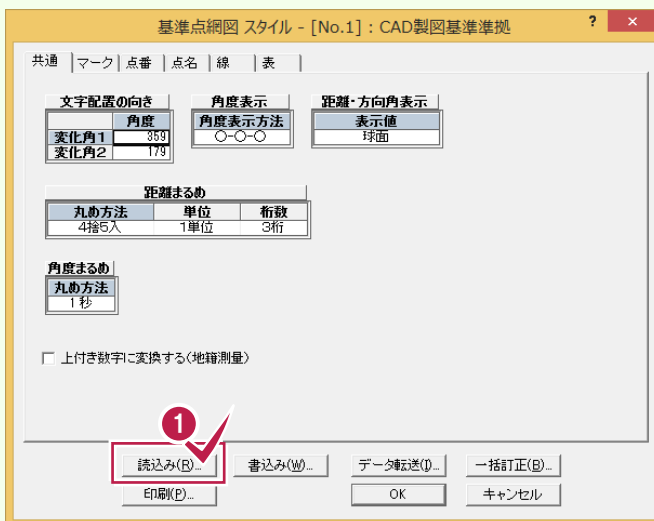 基準点網図 スタイル - [No.1] : CAD製図基準準拠 ? ×
共通 マーク 点番 点名 線 表
文字配置の向き 角度表示 距離・方向角表示
角度 角度表示方法 表示値
変化角1 359 ○-○-○ 球面
変化角2 179
距離まるめ
丸め方法 単位 桁数
4捨5入 1単位 3桁
角度まるめ
丸め方法
1秒
上付き数字に変換する(地籍測量)
1
読込み(R)... 書込み(W)... データ転送(I)... 一括訂正(B)...
印刷(P)... OK キャンセル